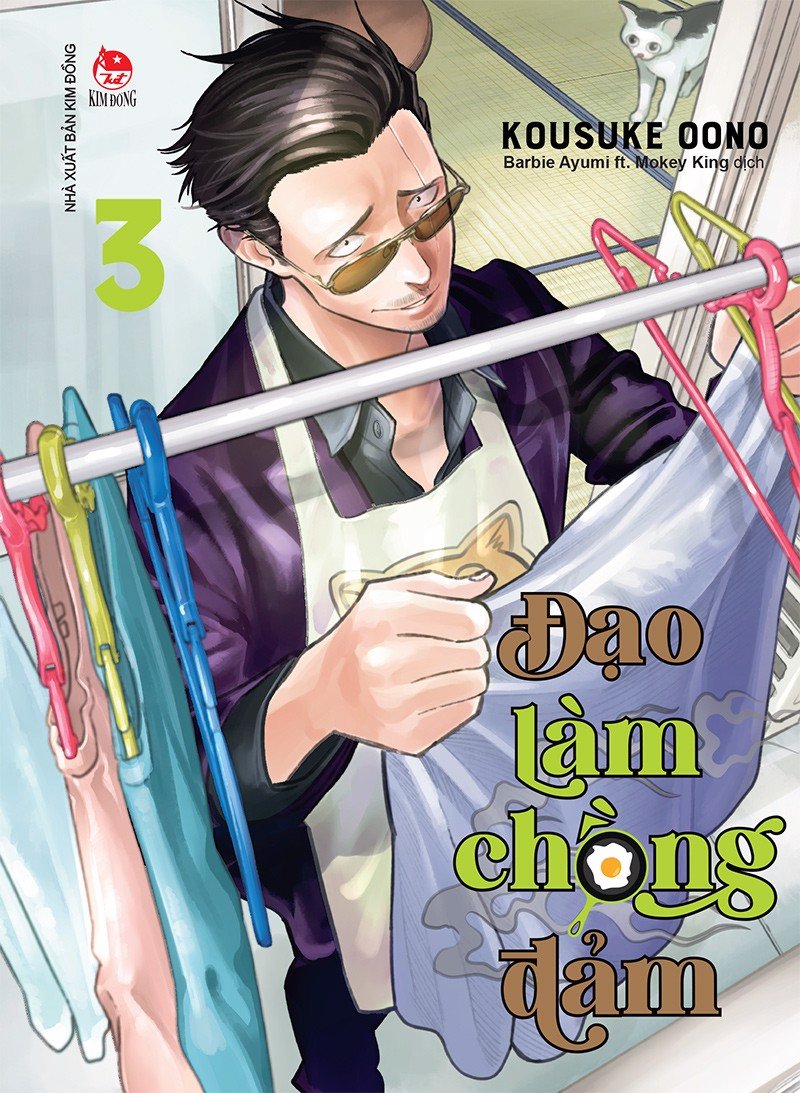 NHÀ XUẤT BẢN KIM ĐỒNG
KIM ĐỒNG
3
KOUSUKE OONO
Barbie Ayumi ft. Mokey King dịch
Đạo
làm
chồng
đảm